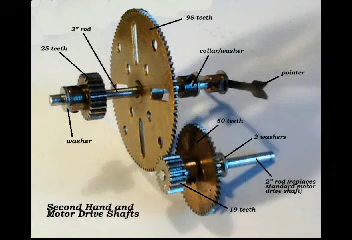 96 teeth
3" rod
25 teeth
collar/washer
pointer
washer
50 teeth
2 washers
2" rod (replaces
standard motor
drive shaft)
19 teeth
Second Hand and
Motor Drive Shafts